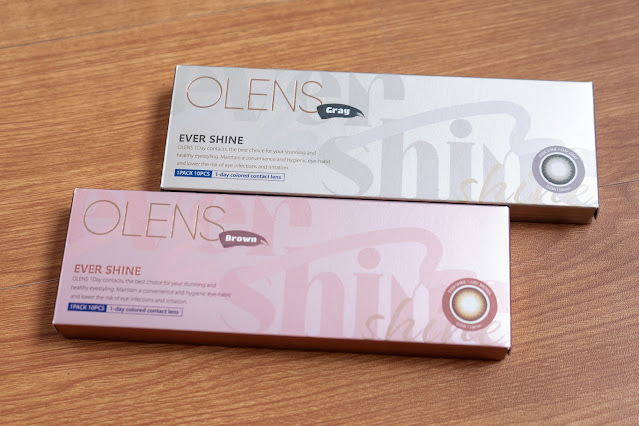 OLENS
Gray
EVER SHINE
OLENS 1Day contacts, the best choice for your stunning and
healthy eyestyling. Maintain a convenience and hygienic eye habit
and lower the risk of eye infections and irritation.
1PACK 10PCS 1-day colored contact lens
ever
shine
shine
OLENS
Brown
EVER SHINE
OLENS 1Day contacts, the best choice for your stunning and
healthy eyestyling. Maintain a convenience and hygienic eye habit
and lower the risk of eye infections and irritation.
1PACK 10PCS 1-day colored contact lens
ever
shine
shine